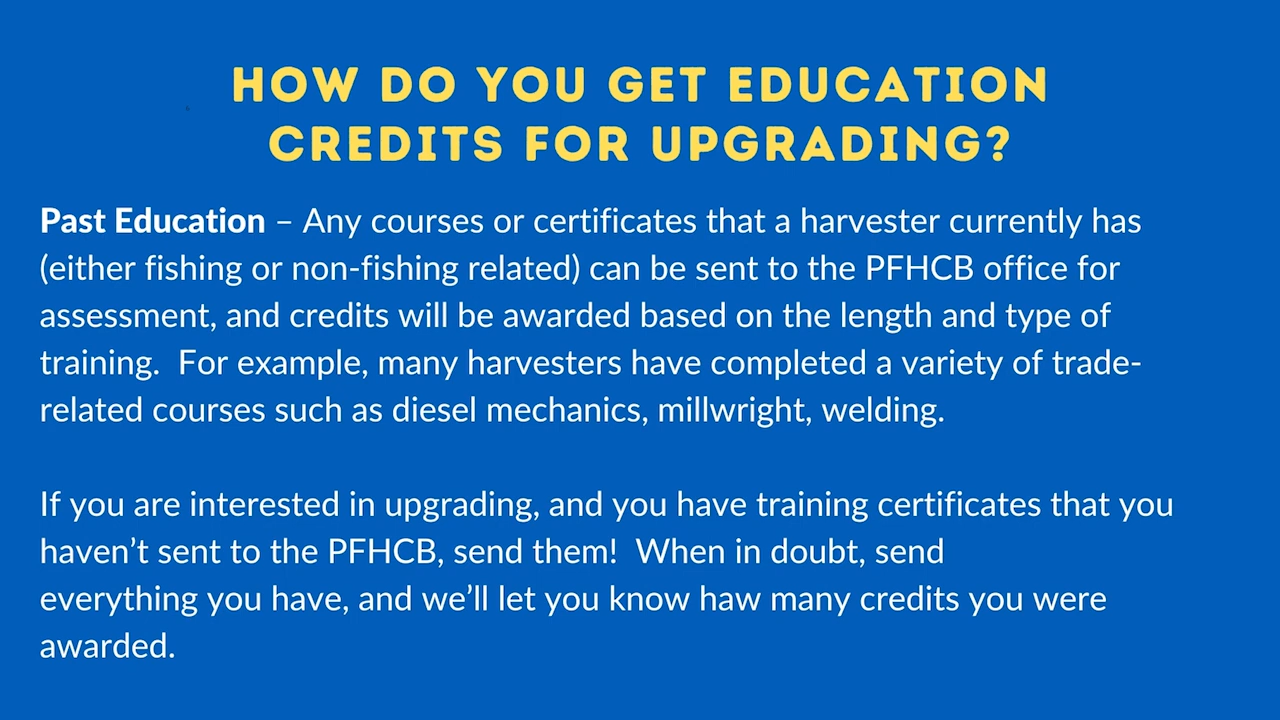 HOW DO YOU GET EDUCATION
CREDITS FOR UPGRADING?
Past Education – Any courses or certificates that a harvester currently has
(either fishing or non-fishing related) can be sent to the PFHCB office for
assessment, and credits will be awarded based on the length and type of
training.  For example, many harvesters have completed a variety of trade-
related courses such as diesel mechanics, millwright, welding.
If you are interested in upgrading, and you have training certificates that you
haven’t sent to the PFHCB, send them!  When in doubt, send
everything you have, and we’ll let you know haw many credits you were
awarded.